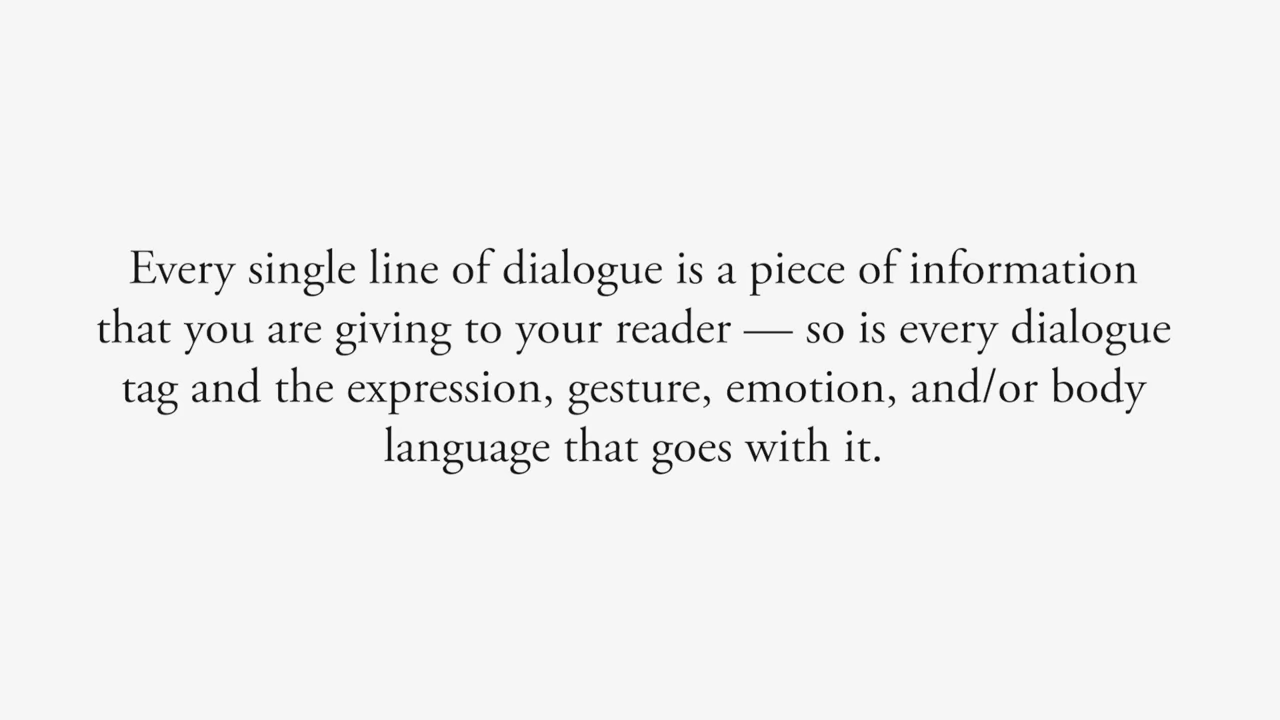 Every single line of dialogue is a piece of information
that you are giving to your reader — so is every dialogue
tag and the expression, gesture, emotion, and/or body
language that goes with it.